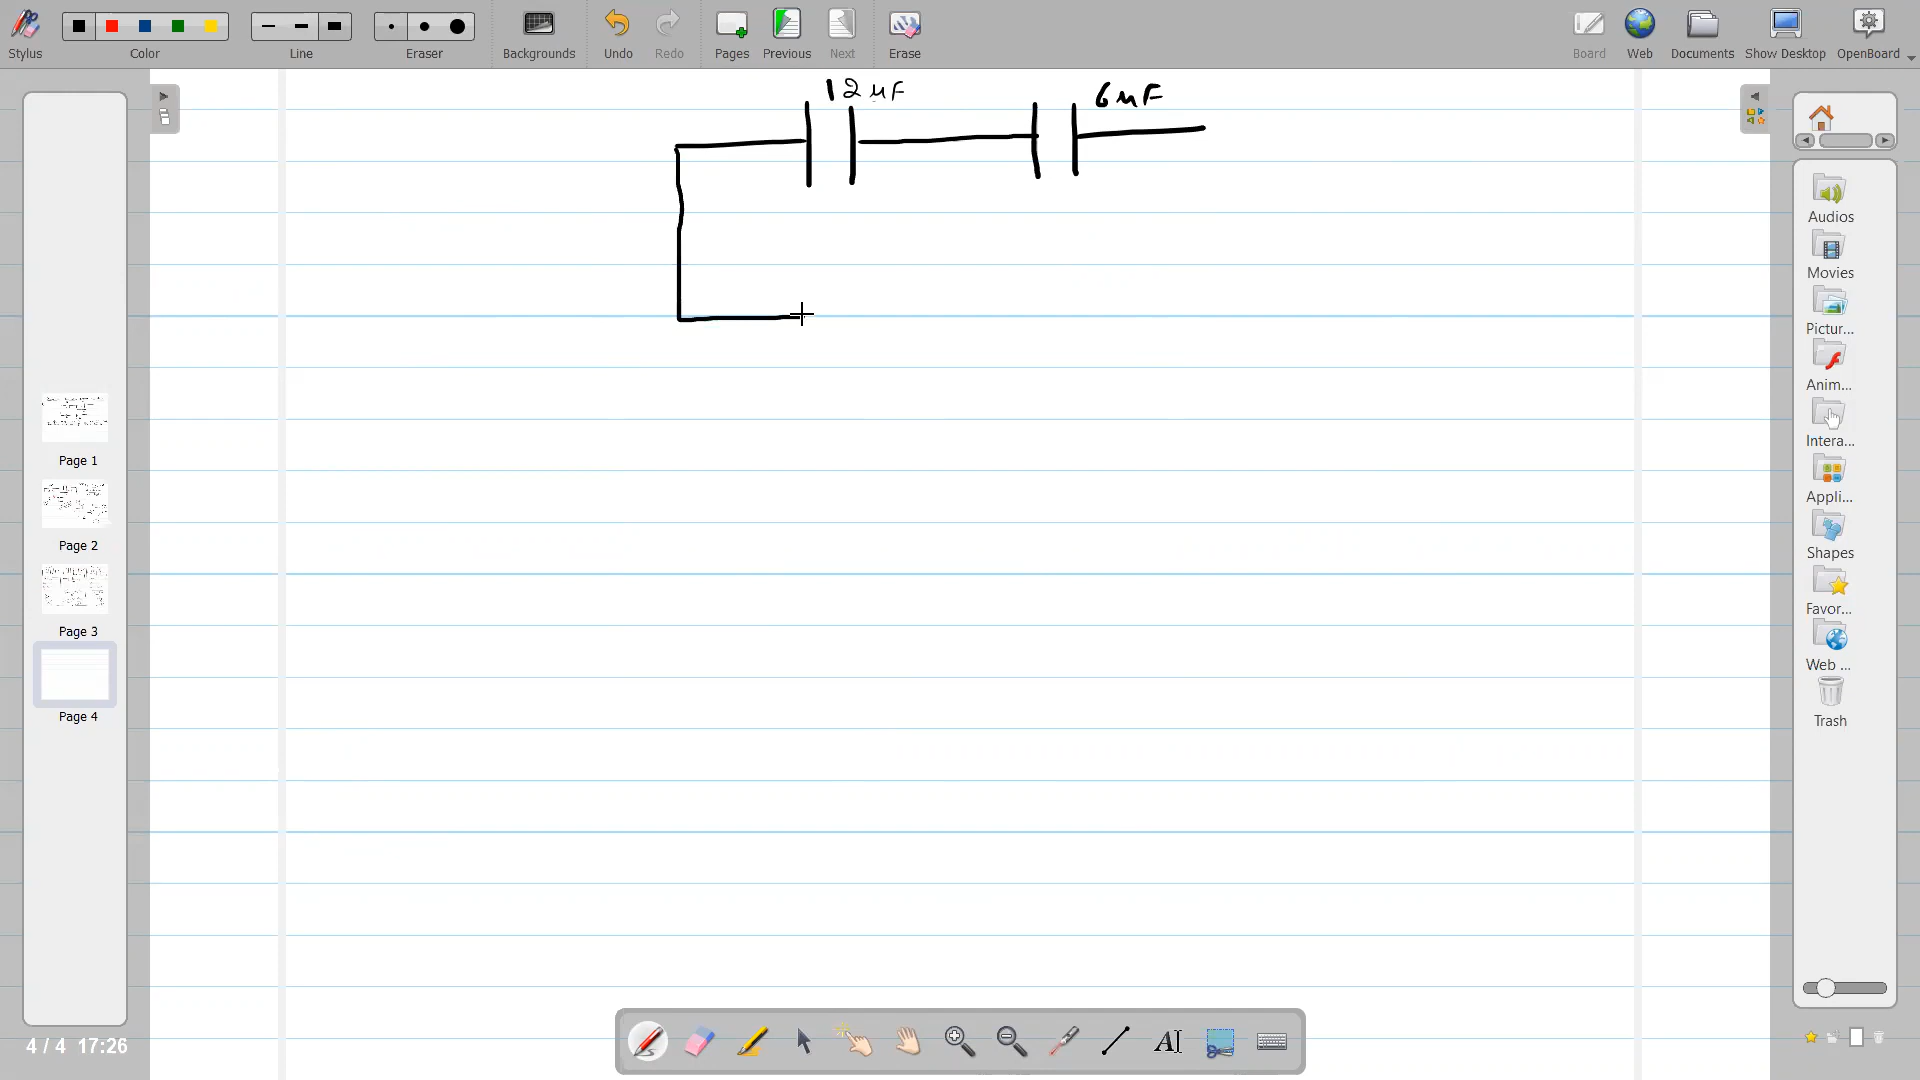 Stylus
Color
Line
Eraser
Backgrounds
Undo
Redo
Pages
Previous
Next
Erase
Board
Web
Documents
Show Desktop
OpenBoard
12 μF
6 μF
Page 1
Page 2
Page 3
Page 4
4 / 4 17:26
Audios
Movies
Pictur...
Anim...
Intera...
Appli...
Shapes
Favor...
Web ...
Trash